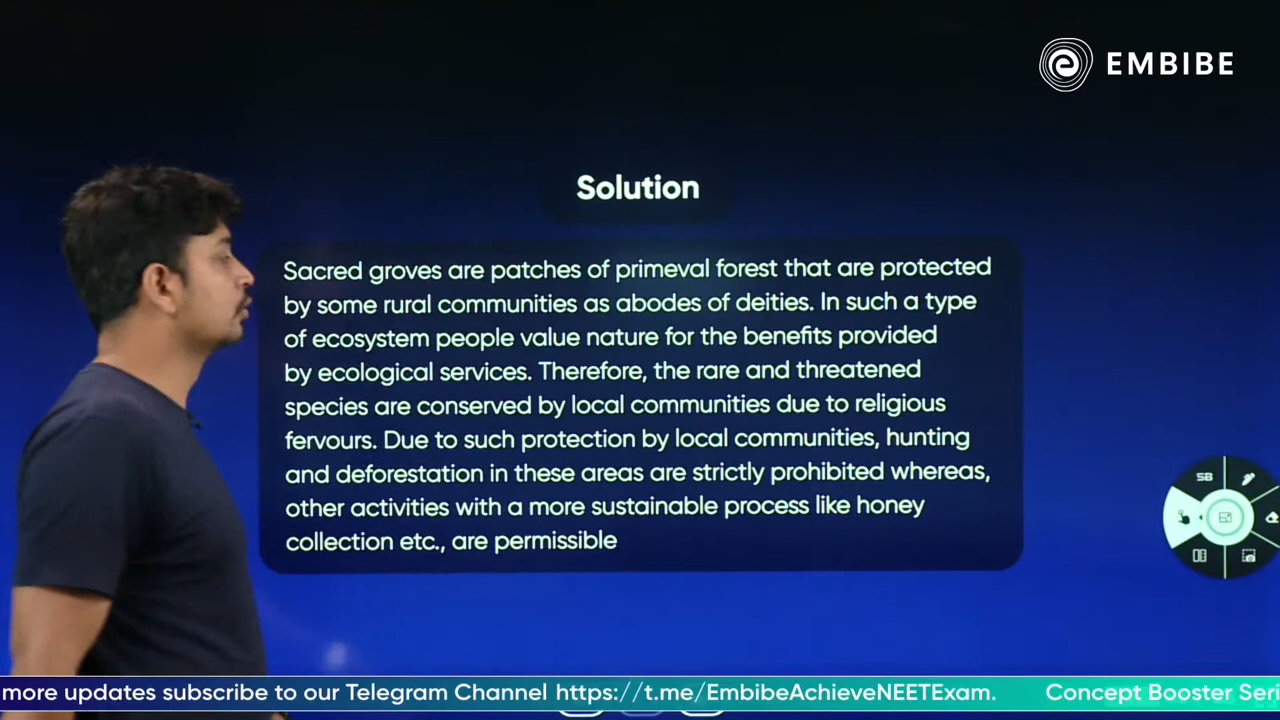 EMBIBE
Solution
Sacred groves are patches of primeval forest that are protected
by some rural communities as abodes of deities. In such a type
of ecosystem people value nature for the benefits provided
by ecological services. Therefore, the rare and threatened
species are conserved by local communities due to religious
fervours. Due to such protection by local communities, hunting
and deforestation in these areas are strictly prohibited whereas,
other activities with a more sustainable process like honey
collection etc., are permissible
SB
more updates subscribe to our Telegram Channel https://t.me/EmbibeAchieveNEETExam. Concept Booster Seri